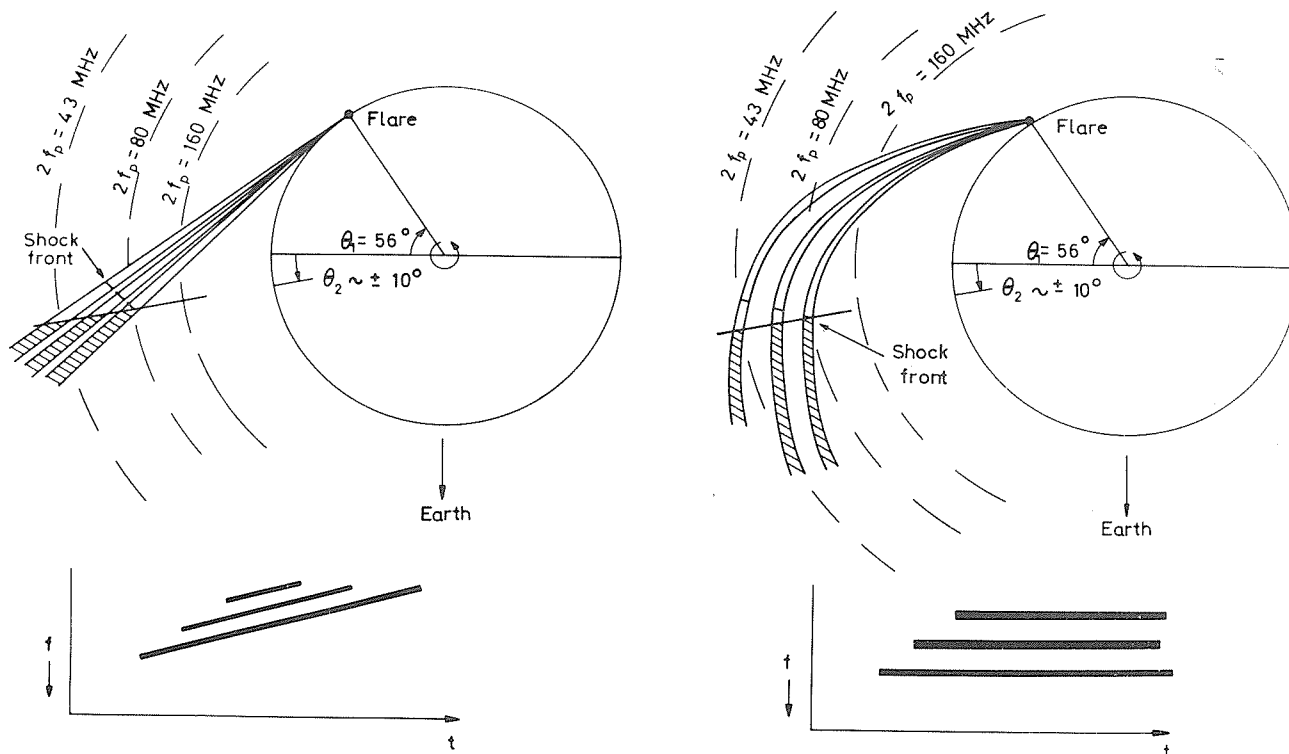 2 f_p = 43 MHz
2 f_p = 80 MHz
2 f_p = 160 MHz
Flare
Shock
front
θ₁ = 56°
θ₂ ~ ± 10°
Earth
f
t
2 f_p = 43 MHz
2 f_p = 80 MHz
2 f_p = 160 MHz
Flare
θ₁ = 56°
θ₂ ~ ± 10°
Shock
front
Earth
f
t